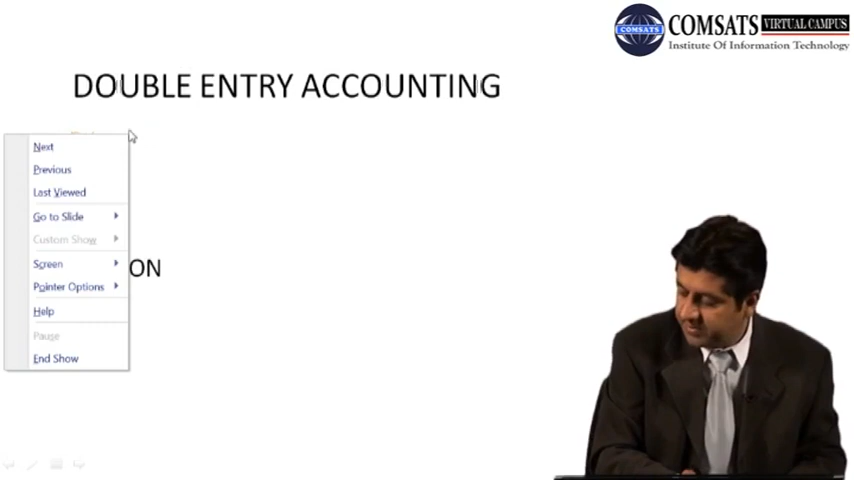 COMSATS
COMSATS VIRTUAL CAMPUS
Institute Of Information Technology
DOUBLE ENTRY ACCOUNTING
Next
Previous
Last Viewed
Go to Slide
Custom Show
Screen
ON
Pointer Options
Help
Pause
End Show